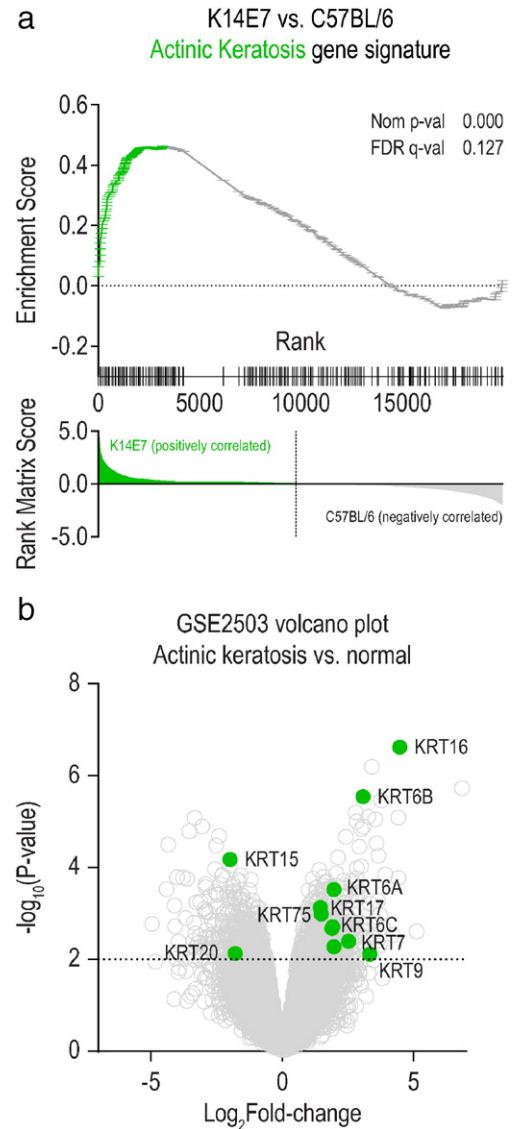 a
K14E7 vs. C57BL/6
Actinic Keratosis gene signature
Nom p-val 0.000
FDR q-val 0.127
Enrichment Score
0.6
0.4
0.2
0.0
-0.2
Rank
0 5000 10000 15000
Rank Matrix Score
5.0
0.0
-5.0
K14E7 (positively correlated)
C57BL/6 (negatively correlated)
b
GSE2503 volcano plot
Actinic keratosis vs. normal
-log10(P-value)
8
6
4
2
0
KRT16
KRT6B
KRT15
KRT6A
KRT17
KRT75
KRT6C
KRT7
KRT20
KRT9
-5 0 5
Log2Fold-change